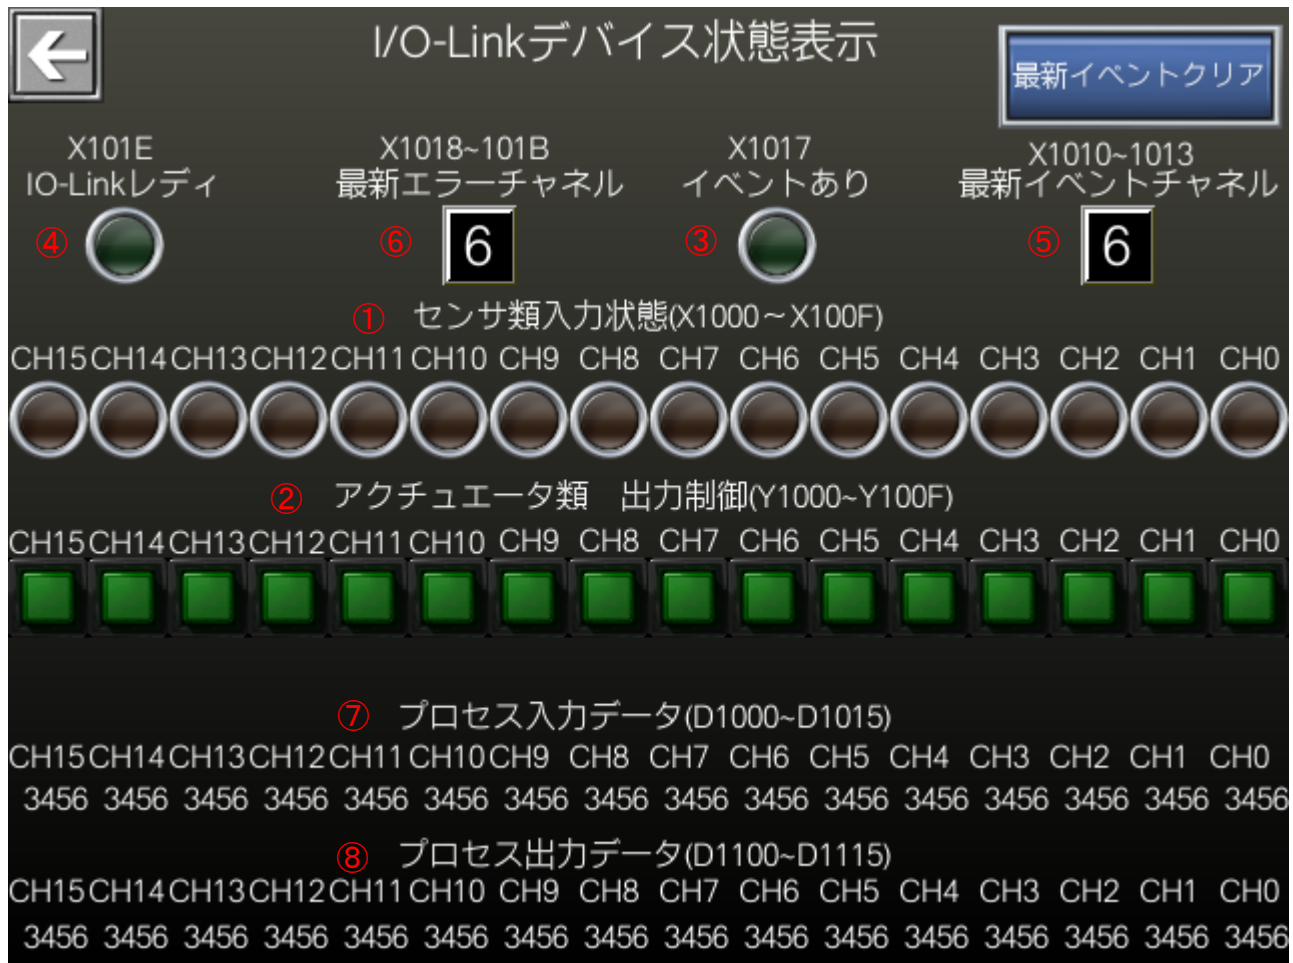 I/O-Linkデバイス状態表示
最新イベントクリア
X101E X1018~101B X1017 X1010~1013
IO-Linkレディ 最新エラーチャネル イベントあり 最新イベントチャネル
④ ⑥ 6 ③ ⑤ 6
① センサ類入力状態(X1000～X100F)
CH15 CH14 CH13 CH12 CH11 CH10 CH9 CH8 CH7 CH6 CH5 CH4 CH3 CH2 CH1 CH0
② アクチュエータ類　出力制御(Y1000~Y100F)
CH15 CH14 CH13 CH12 CH11 CH10 CH9 CH8 CH7 CH6 CH5 CH4 CH3 CH2 CH1 CH0
⑦ プロセス入力データ(D1000~D1015)
CH15 CH14 CH13 CH12 CH11 CH10 CH9 CH8 CH7 CH6 CH5 CH4 CH3 CH2 CH1 CH0
3456 3456 3456 3456 3456 3456 3456 3456 3456 3456 3456 3456 3456 3456 3456 3456
⑧ プロセス出力データ(D1100~D1115)
CH15 CH14 CH13 CH12 CH11 CH10 CH9 CH8 CH7 CH6 CH5 CH4 CH3 CH2 CH1 CH0
3456 3456 3456 3456 3456 3456 3456 3456 3456 3456 3456 3456 3456 3456 3456 3456